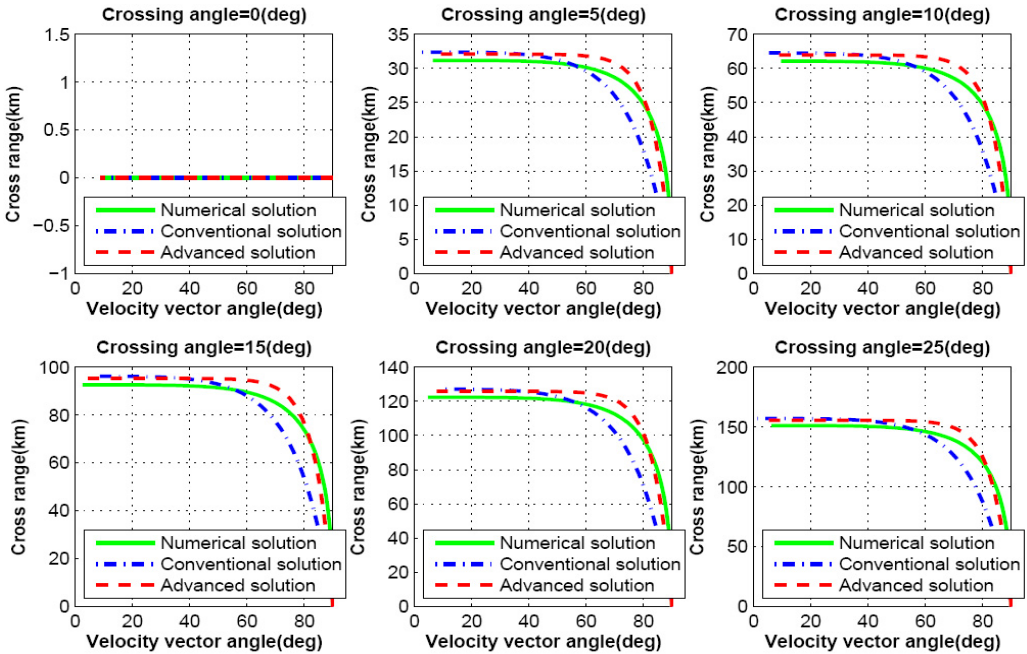 Crossing angle=0(deg)
1.5
1
0.5
0
−0.5
−1
Cross range(km)
Numerical solution
Conventional solution
Advanced solution
0 20 40 60 80
Velocity vector angle(deg)
Crossing angle=5(deg)
35
30
25
20
15
10
5
0
Cross range(km)
Numerical solution
Conventional solution
Advanced solution
0 20 40 60 80
Velocity vector angle(deg)
Crossing angle=10(deg)
70
60
50
40
30
20
10
0
Cross range(km)
Numerical solution
Conventional solution
Advanced solution
0 20 40 60 80
Velocity vector angle(deg)
Crossing angle=15(deg)
100
80
60
40
20
0
Cross range(km)
Numerical solution
Conventional solution
Advanced solution
0 20 40 60 80
Velocity vector angle(deg)
Crossing angle=20(deg)
140
120
100
80
60
40
20
0
Cross range(km)
Numerical solution
Conventional solution
Advanced solution
0 20 40 60 80
Velocity vector angle(deg)
Crossing angle=25(deg)
200
150
100
50
0
Cross range(km)
Numerical solution
Conventional solution
Advanced solution
0 20 40 60 80
Velocity vector angle(deg)